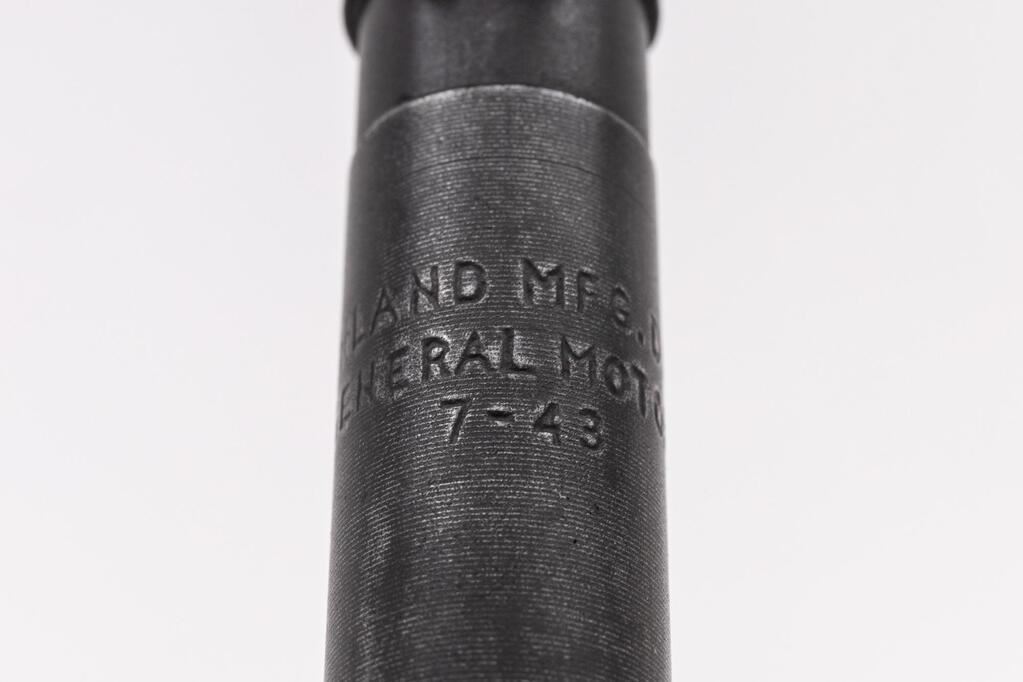 LAND MFG. D
ENERAL MOTO
7-43